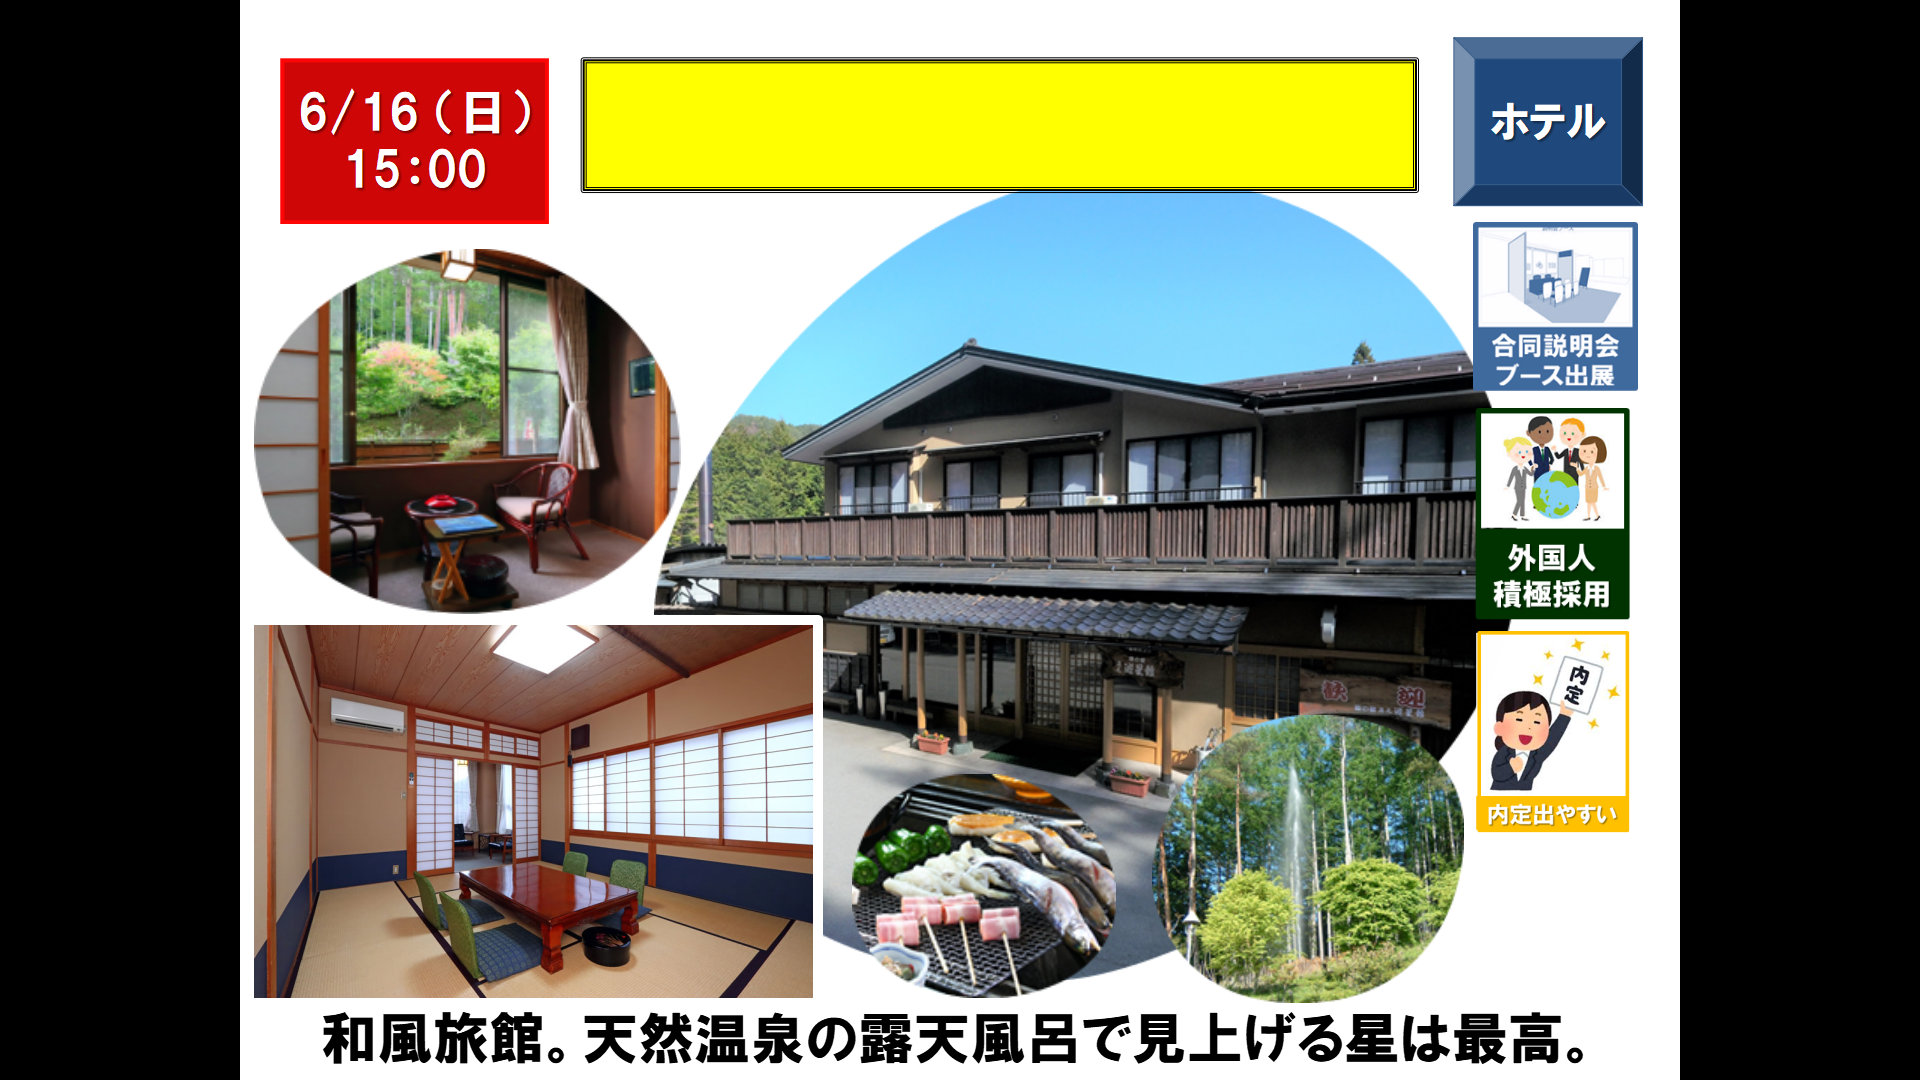 6/16(日)
15:00
ホテル
合同説明会
ブース出展
外国人
積極採用
内定
内定出やすい
歓迎
和風旅館。天然温泉の露天風呂で見上げる星は最高。